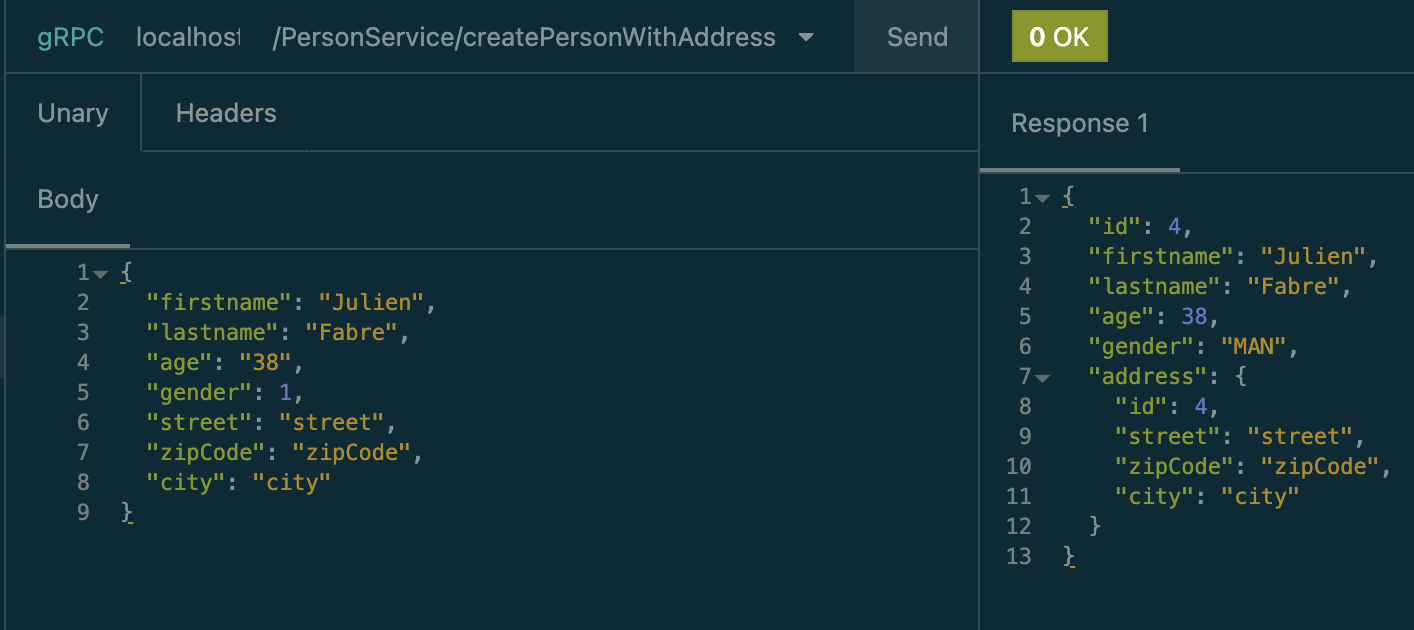 gRPC localhost /PersonService/createPersonWithAddress Send
Unary Headers
Body
1 {
2 "firstname": "Julien",
3 "lastname": "Fabre",
4 "age": "38",
5 "gender": 1,
6 "street": "street",
7 "zipCode": "zipCode",
8 "city": "city"
9 }
0 OK
Response 1
1 {
2 "id": 4,
3 "firstname": "Julien",
4 "lastname": "Fabre",
5 "age": 38,
6 "gender": "MAN",
7 "address": {
8 "id": 4,
9 "street": "street",
10 "zipCode": "zipCode",
11 "city": "city"
12 }
13 }